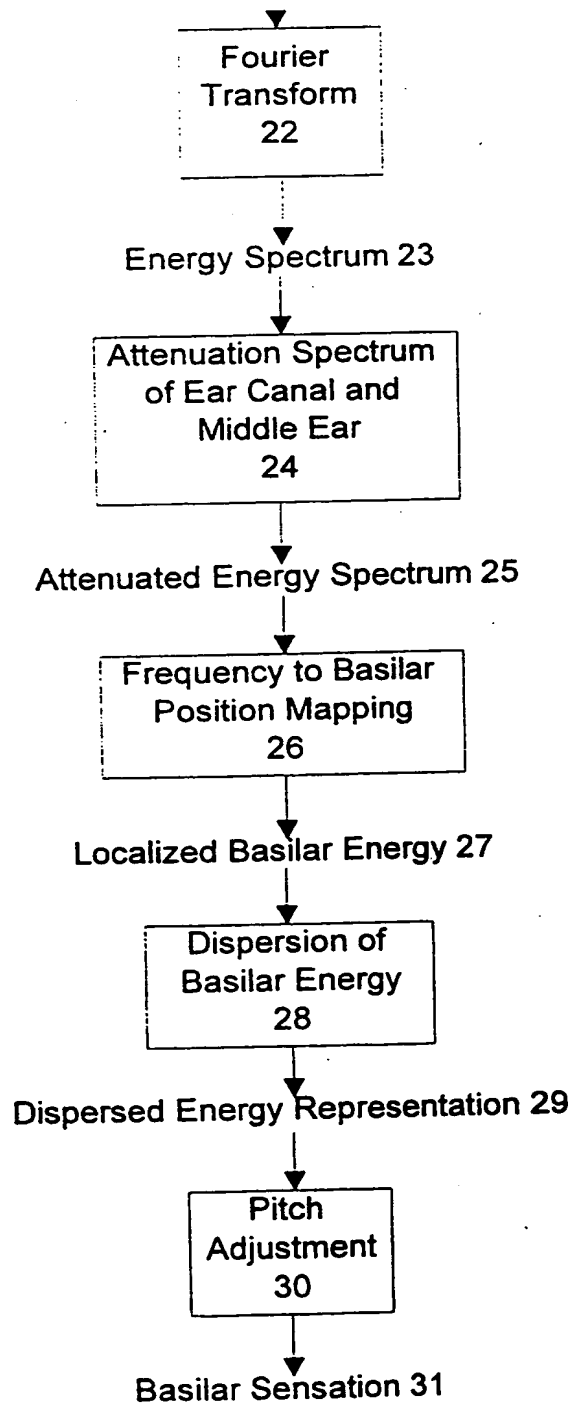 Fourier
Transform
22
Energy Spectrum 23
Attenuation Spectrum
of Ear Canal and
Middle Ear
24
Attenuated Energy Spectrum 25
Frequency to Basilar
Position Mapping
26
Localized Basilar Energy 27
Dispersion of
Basilar Energy
28
Dispersed Energy Representation 29
Pitch
Adjustment
30
Basilar Sensation 31